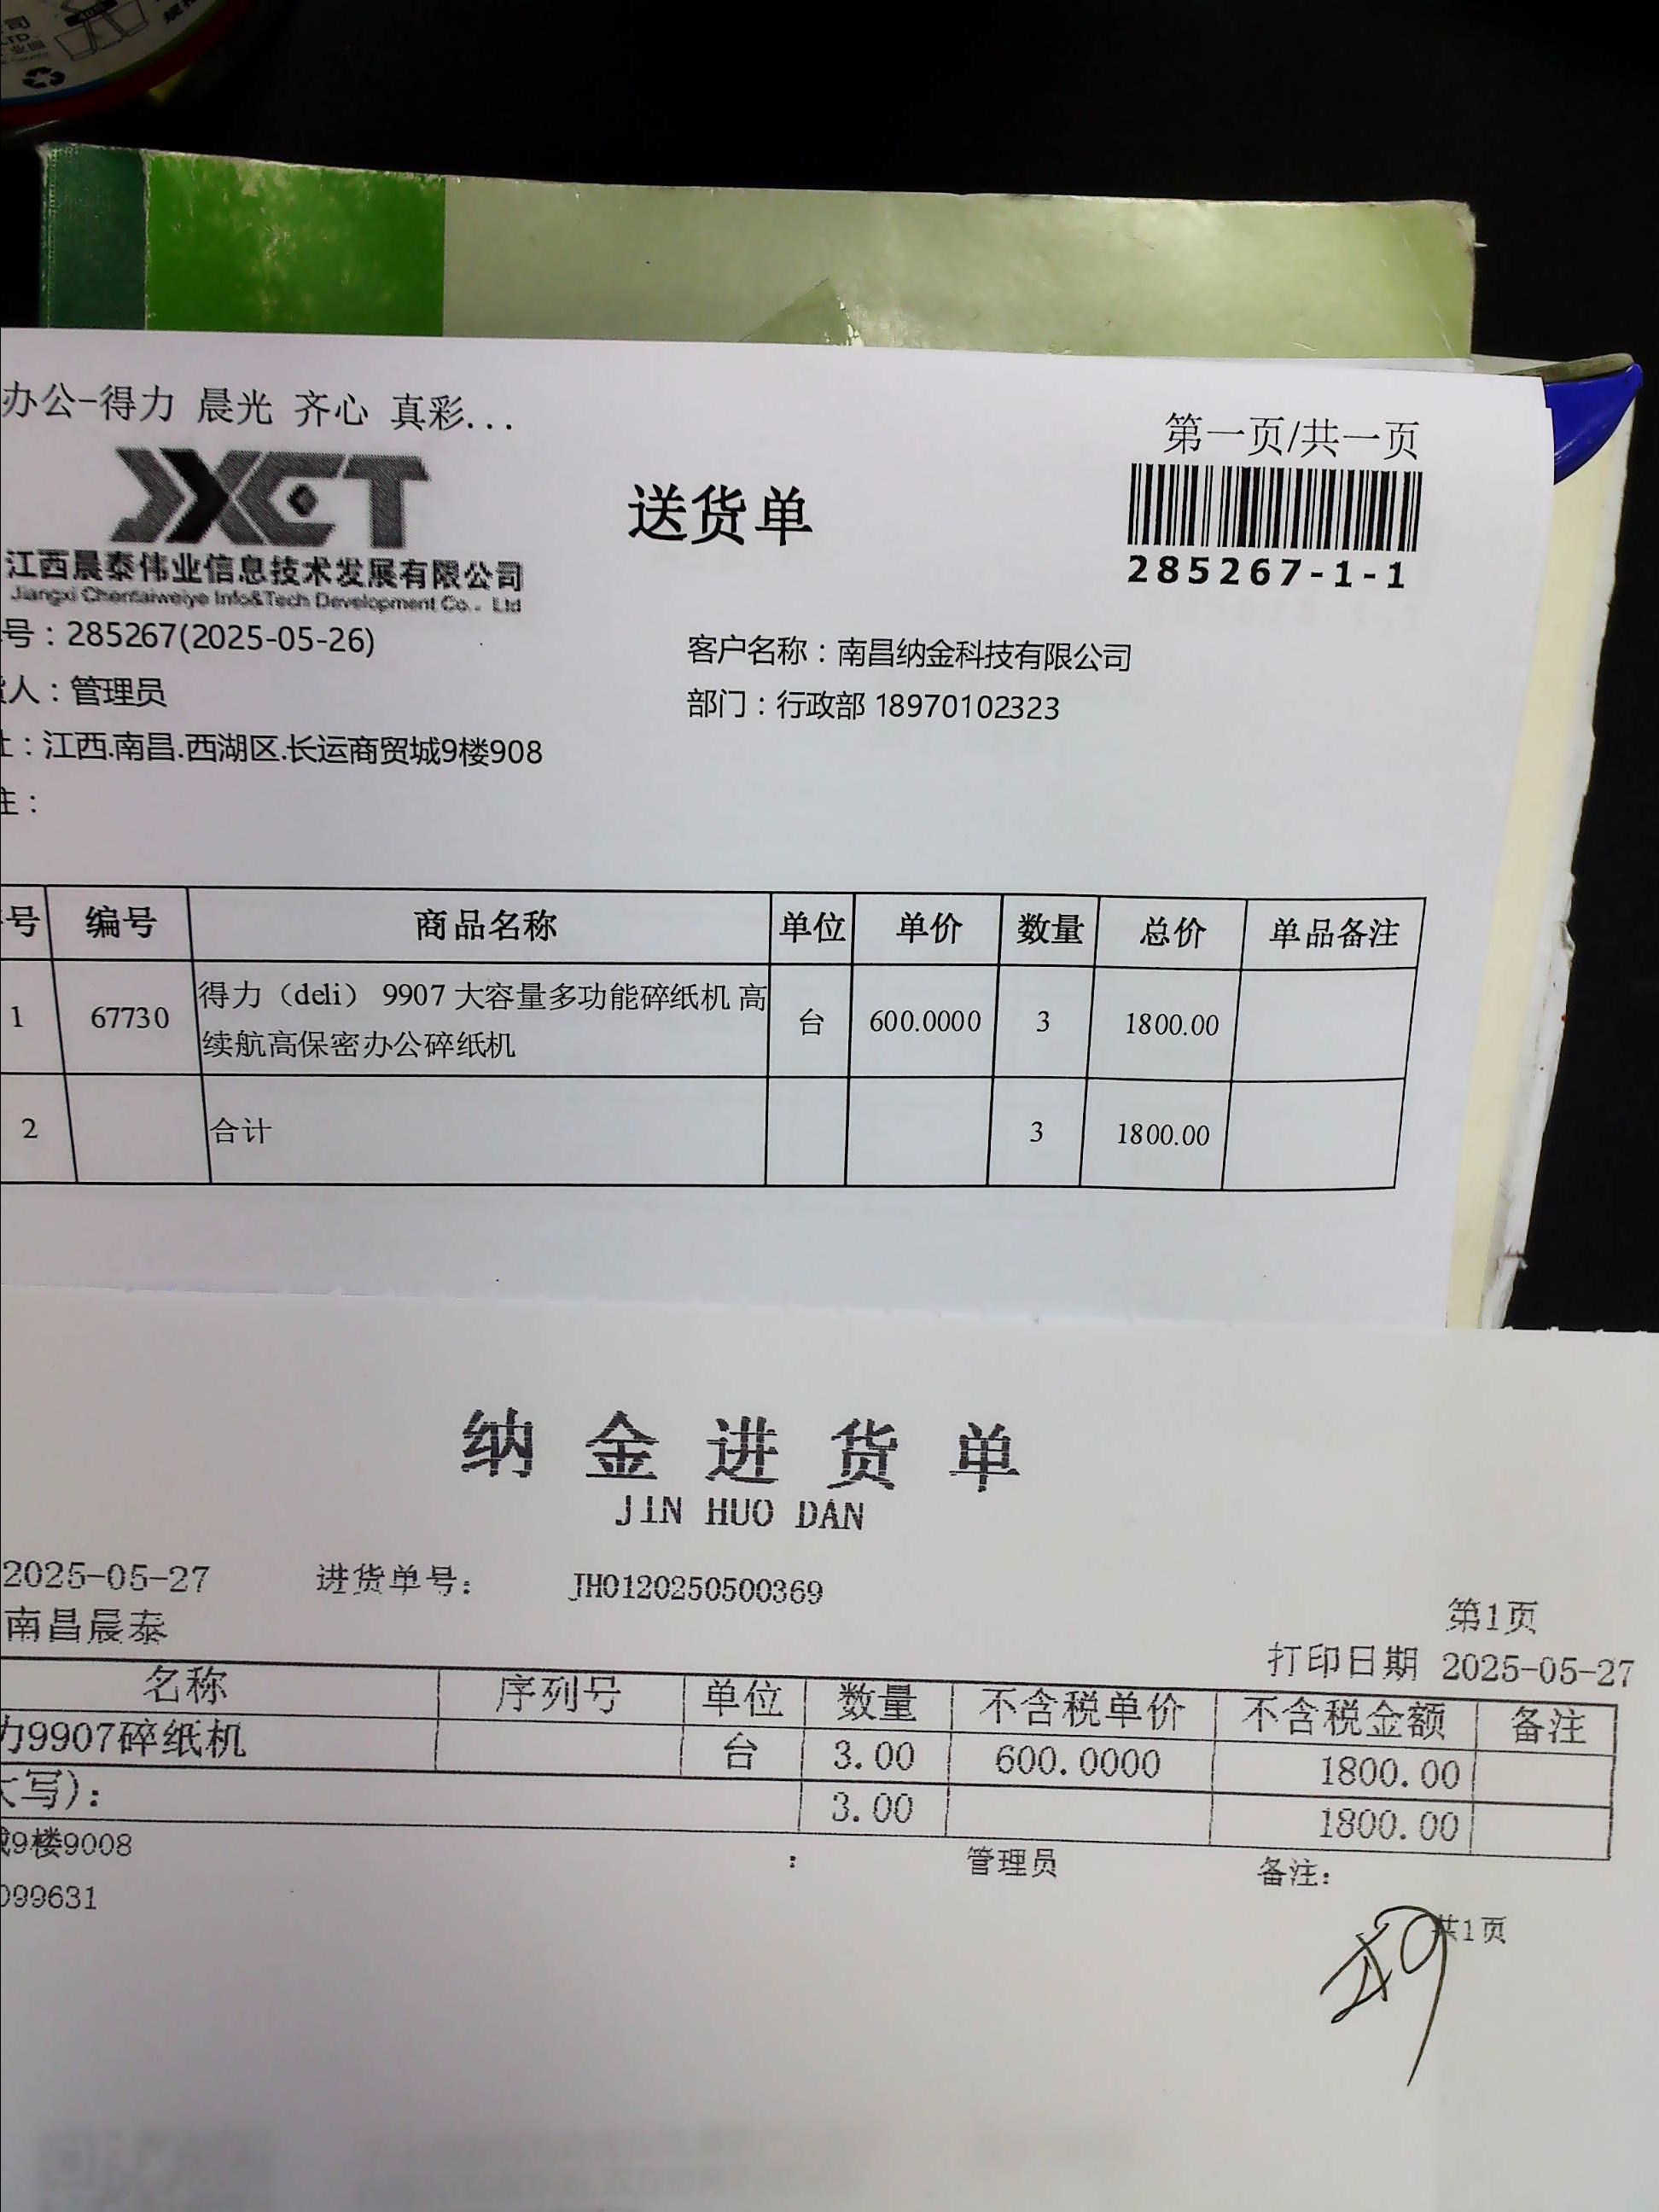 司
LTD
业园
办公-得力 晨光 齐心 真彩...
第一页/共一页
JXCT
送货单
285267-1-1
江西晨泰伟业信息技术发展有限公司
Jiangxi Chentaiweiye Info&Tech Development Co., Ltd
号：285267(2025-05-26)
客户名称：南昌纳金科技有限公司
人：管理员
部门：行政部 18970102323
：江西.南昌.西湖区.长运商贸城9楼908
注：
号 编号 商品名称 单位 单价 数量 总价 单品备注
1 67730 得力（deli） 9907 大容量多功能碎纸机 高 台 600.0000 3 1800.00
续航高保密办公碎纸机
2 合计 3 1800.00
纳金进货单
JIN HUO DAN
2025-05-27 进货单号： JH0120250500369
第1页
南昌晨泰
打印日期 2025-05-27
名称 序列号 单位 数量 不含税单价 不含税金额 备注
力9907碎纸机 台 3.00 600.0000 1800.00
大写）： 3.00 1800.00
城9楼9008 ： 管理员 备注：
099631
共1页